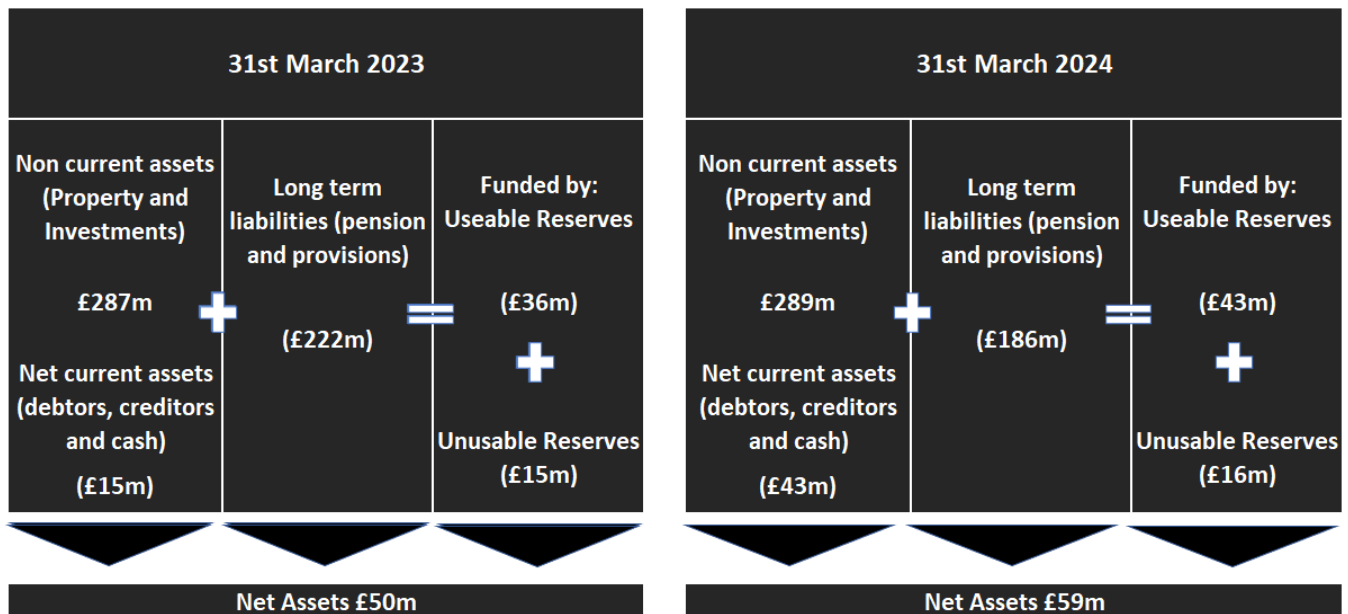 31st March 2023
Non current assets
(Property and
Investments)
£287m
Net current assets
(debtors, creditors
and cash)
(£15m)
Long term
liabilities (pension
and provisions)
(£222m)
Funded by:
Useable Reserves
(£36m)
Unusable Reserves
(£15m)
Net Assets £50m
31st March 2024
Non current assets
(Property and
Investments)
£289m
Net current assets
(debtors, creditors
and cash)
(£43m)
Long term
liabilities (pension
and provisions)
(£186m)
Funded by:
Useable Reserves
(£43m)
Unusable Reserves
(£16m)
Net Assets £59m